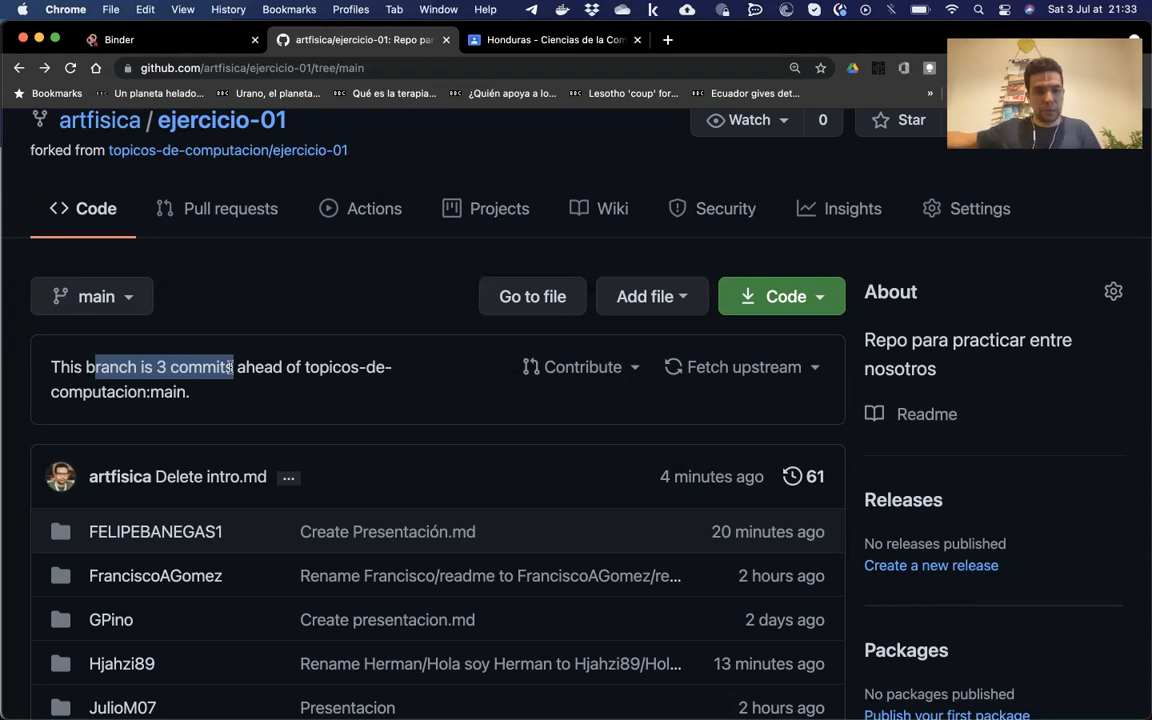 Chrome File Edit View History Bookmarks Profiles Tab Window Help Sat 3 Jul at 21:33
Binder
artfisica/ejercicio-01: Repo pa
Honduras - Ciencias de la Com
github.com/artfisica/ejercicio-01/tree/main
Bookmarks Un planeta helado... Urano, el planeta... Qué es la terapia... ¿Quién apoya a lo... Lesotho 'coup' for... Ecuador gives det... »
artfisica / ejercicio-01
Watch 0 Star
forked from topicos-de-computacion/ejercicio-01
Code Pull requests Actions Projects Wiki Security Insights Settings
main Go to file Add file Code
This branch is 3 commits ahead of topicos-de-
computacion:main.
Contribute Fetch upstream
artfisica Delete intro.md ... 4 minutes ago 61
FELIPEBANEGAS1 Create Presentación.md 20 minutes ago
FranciscoAGomez Rename Francisco/readme to FranciscoAGomez/re... 2 hours ago
GPino Create presentacion.md 2 days ago
Hjahzi89 Rename Herman/Hola soy Herman to Hjahzi89/Hol... 13 minutes ago
JulioM07 Presentacion 2 hours ago
About
Repo para practicar entre
nosotros
Readme
Releases
No releases published
Create a new release
Packages
No packages published
Publish your first package